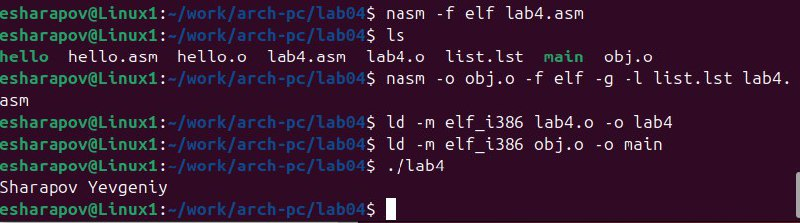 esharapov@Linux1:~/work/arch-pc/lab04$ nasm -f elf lab4.asm
esharapov@Linux1:~/work/arch-pc/lab04$ ls
hello  hello.asm  hello.o  lab4.asm  lab4.o  list.lst  main  obj.o
esharapov@Linux1:~/work/arch-pc/lab04$ nasm -o obj.o -f elf -g -l list.lst lab4.
asm
esharapov@Linux1:~/work/arch-pc/lab04$ ld -m elf_i386 lab4.o -o lab4
esharapov@Linux1:~/work/arch-pc/lab04$ ld -m elf_i386 obj.o -o main
esharapov@Linux1:~/work/arch-pc/lab04$ ./lab4
Sharapov Yevgeniy
esharapov@Linux1:~/work/arch-pc/lab04$